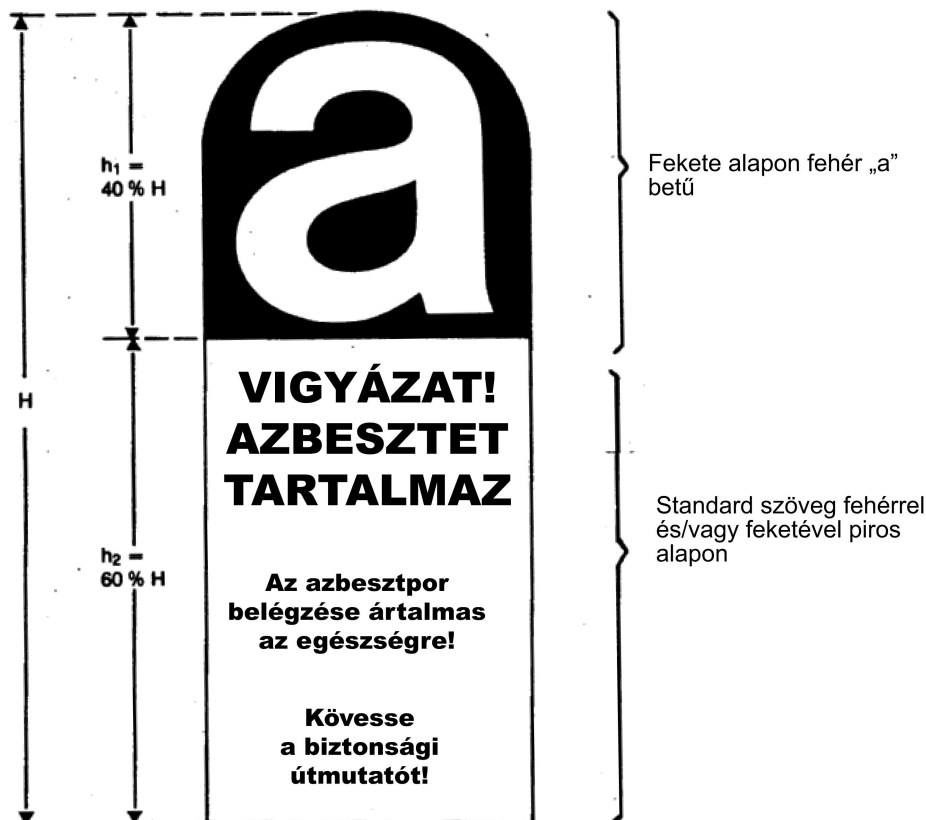 a
h1 =
40 % H
Fekete alapon fehér „a”
betű
H
VIGYÁZAT!
AZBESZTET
TARTALMAZ
h2 =
60 % H
Az azbesztpor
belégzése ártalmas
az egészségre!
Kövesse
a biztonsági
útmutatót!
Standard szöveg fehérrel
és/vagy feketével piros
alapon